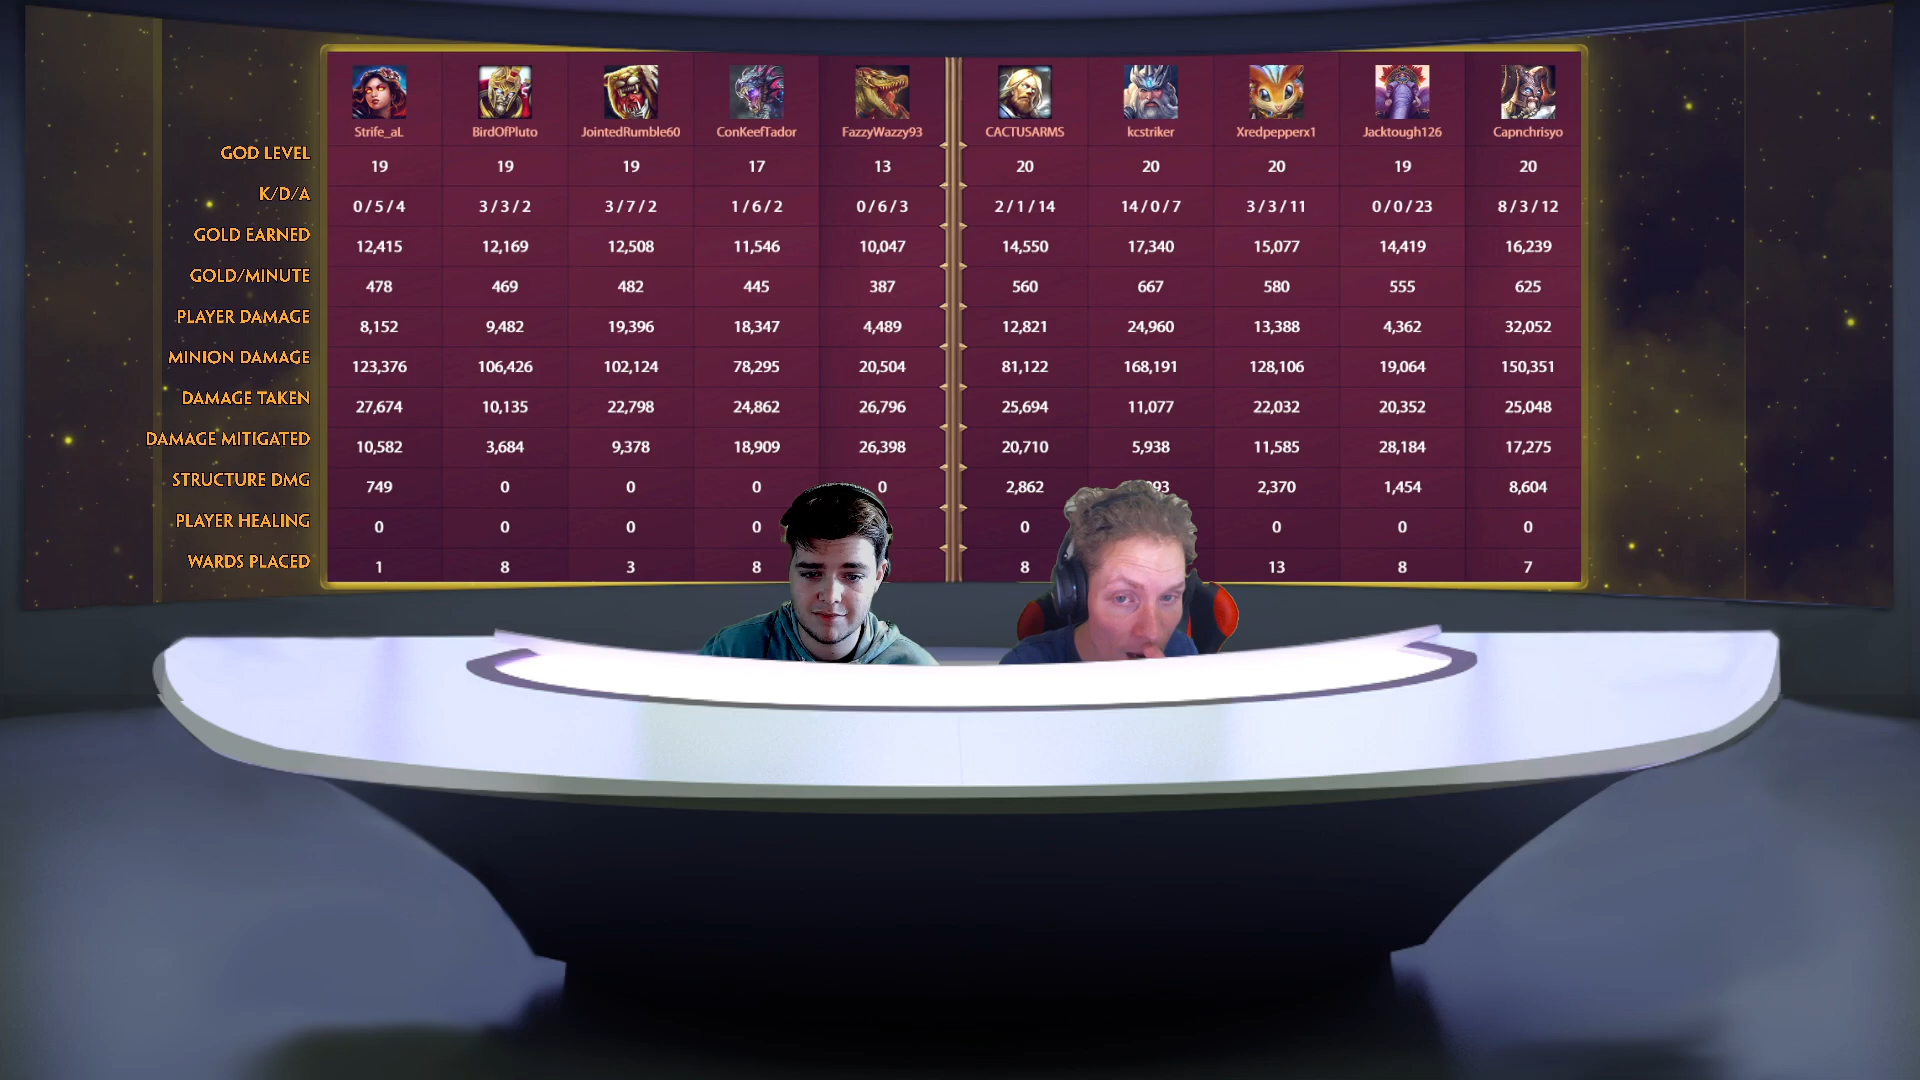 Strife_aL BirdOfPluto JointedRumble60 ConKeefTador FazzyWazzy93 CACTUSARMS kcstriker Xredpepperx1 Jacktough126 Capnchrisyo
GOD LEVEL 19 19 19 17 13 20 20 20 19 20
K/D/A 0 / 5 / 4 3 / 3 / 2 3 / 7 / 2 1 / 6 / 2 0 / 6 / 3 2 / 1 / 14 14 / 0 / 7 3 / 3 / 11 0 / 0 / 23 8 / 3 / 12
GOLD EARNED 12,415 12,169 12,508 11,546 10,047 14,550 17,340 15,077 14,419 16,239
GOLD/MINUTE 478 469 482 445 387 560 667 580 555 625
PLAYER DAMAGE 8,152 9,482 19,396 18,347 4,489 12,821 24,960 13,388 4,362 32,052
MINION DAMAGE 123,376 106,426 102,124 78,295 20,504 81,122 168,191 128,106 19,064 150,351
DAMAGE TAKEN 27,674 10,135 22,798 24,862 26,796 25,694 11,077 22,032 20,352 25,048
DAMAGE MITIGATED 10,582 3,684 9,378 18,909 26,398 20,710 5,938 11,585 28,184 17,275
STRUCTURE DMG 749 0 0 0 0 2,862 2,370 1,454 8,604
PLAYER HEALING 0 0 0 0 0 0 0 0
WARDS PLACED 1 8 3 8 8 13 8 7